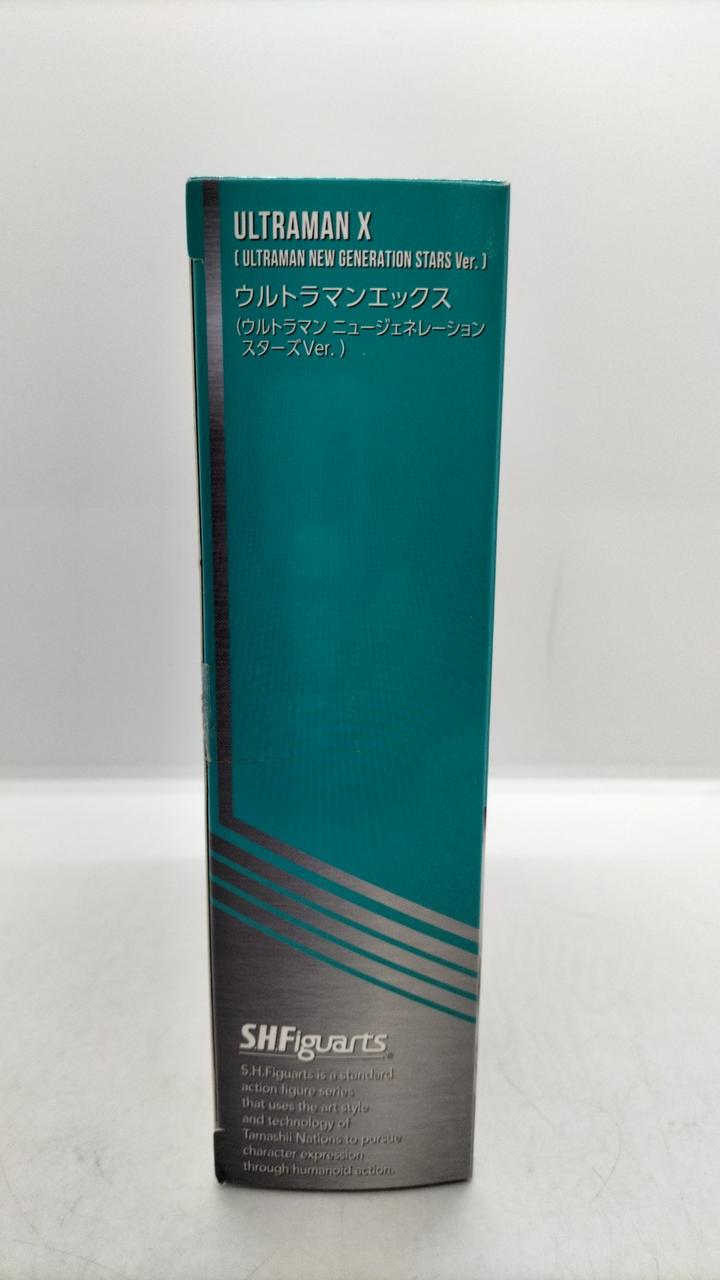 ULTRAMAN X
[ ULTRAMAN NEW GENERATION STARS Ver. ]
ウルトラマンエックス
(ウルトラマン ニュージェネレーション
スターズVer. )
S.H.Figuarts
S.H.Figuarts is a standard
action figure series
that uses the art style
and technology of
Tamashii Nations to pursue
character expression
through humanoid action.